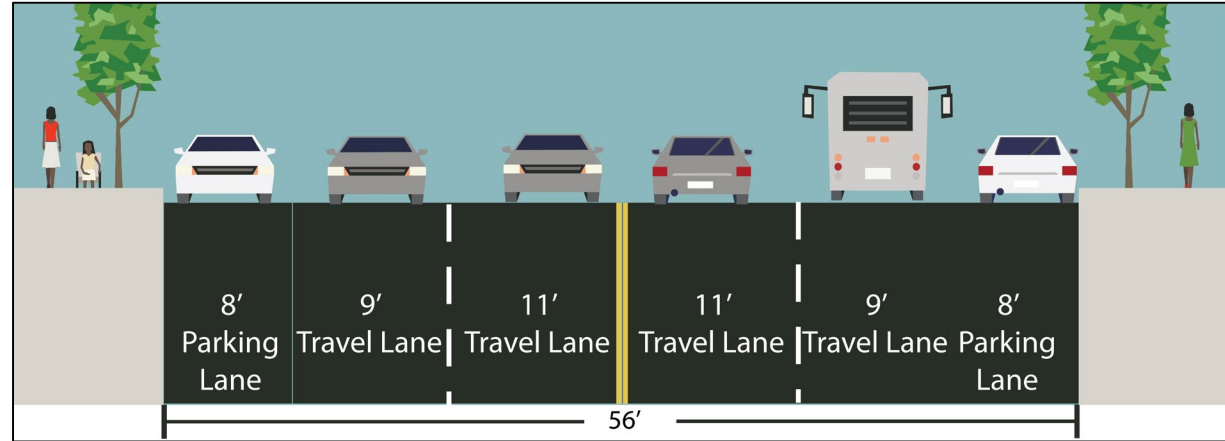 8’
Parking
Lane
9’
Travel Lane
11’
Travel Lane
11’
Travel Lane
9’
Travel Lane
8’
Parking
Lane
56’